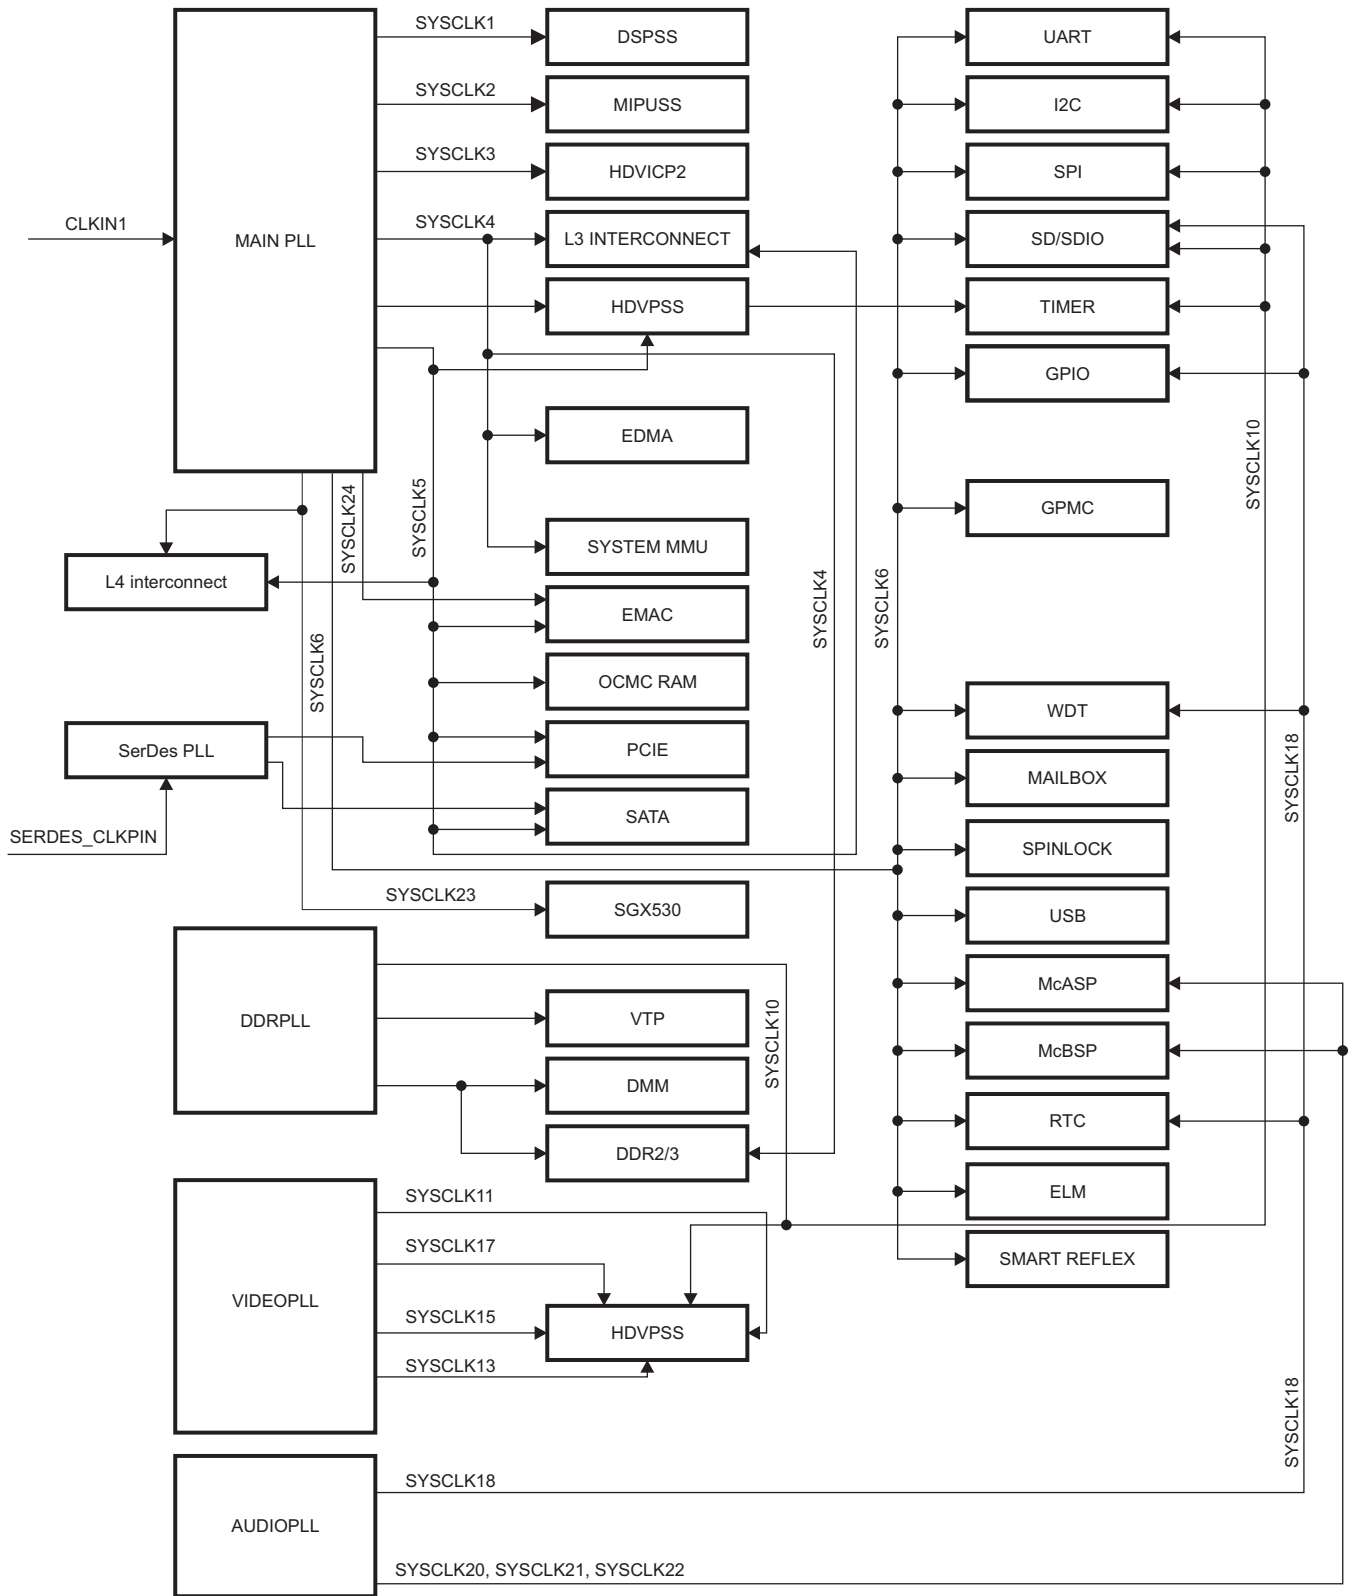 SYSCLK1
DSPSS
UART
SYSCLK2
MIPUSS
I2C
SYSCLK3
HDVICP2
SPI
CLKIN1
MAIN PLL
SYSCLK4
L3 INTERCONNECT
SD/SDIO
HDVPSS
TIMER
GPIO
EDMA
SYSCLK10
SYSCLK24
SYSCLK5
GPMC
SYSTEM MMU
L4 interconnect
EMAC
SYSCLK4
SYSCLK6
SYSCLK6
OCMC RAM
WDT
SerDes PLL
PCIE
MAILBOX
SYSCLK18
SERDES_CLKPIN
SATA
SPINLOCK
SYSCLK23
SGX530
USB
McASP
DDRPLL
VTP
SYSCLK10
McBSP
DMM
RTC
DDR2/3
ELM
SYSCLK11
SYSCLK17
SMART REFLEX
VIDEOPLL
SYSCLK15
HDVPSS
SYSCLK13
SYSCLK18
SYSCLK18
AUDIOPLL
SYSCLK20, SYSCLK21, SYSCLK22